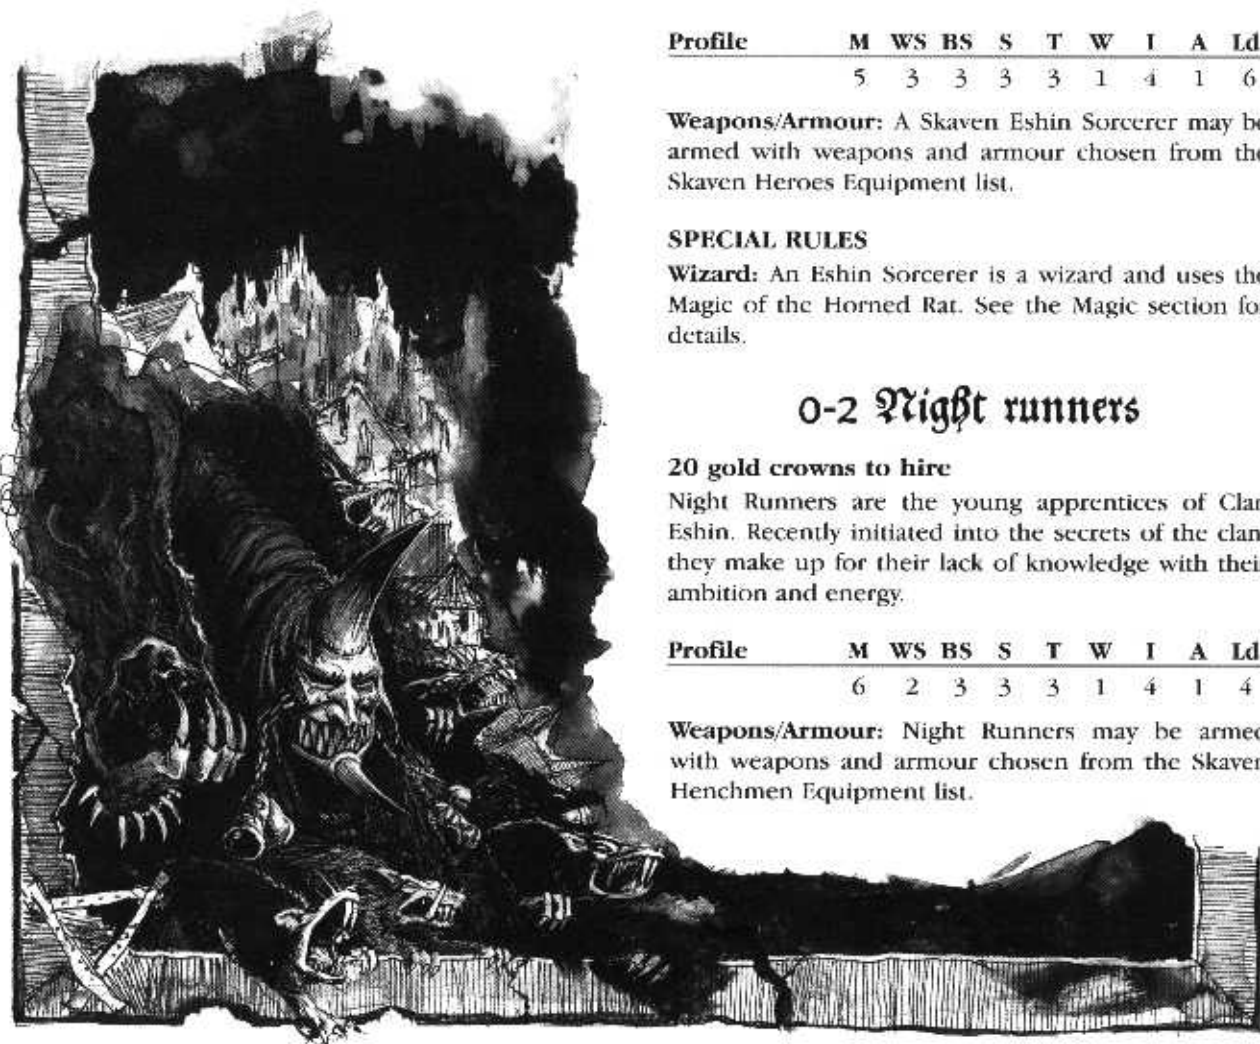 Profile M WS BS S T W I A Ld
5 3 3 3 3 1 4 1 6
Weapons/Armour: A Skaven Eshin Sorcerer may be
armed with weapons and armour chosen from the
Skaven Heroes Equipment list.
SPECIAL RULES
Wizard: An Eshin Sorcerer is a wizard and uses the
Magic of the Horned Rat. See the Magic section fo
details.
0-2 Night runners
20 gold crowns to hire
Night Runners are the young apprentices of Clan
Eshin. Recently initiated into the secrets of the clan
they make up for their lack of knowledge with their
ambition and energy.
Profile M WS BS S T W I A Ld
6 2 3 3 3 1 4 1 4
Weapons/Armour: Night Runners may be armed
with weapons and armour chosen from the Skaven
Henchmen Equipment list.